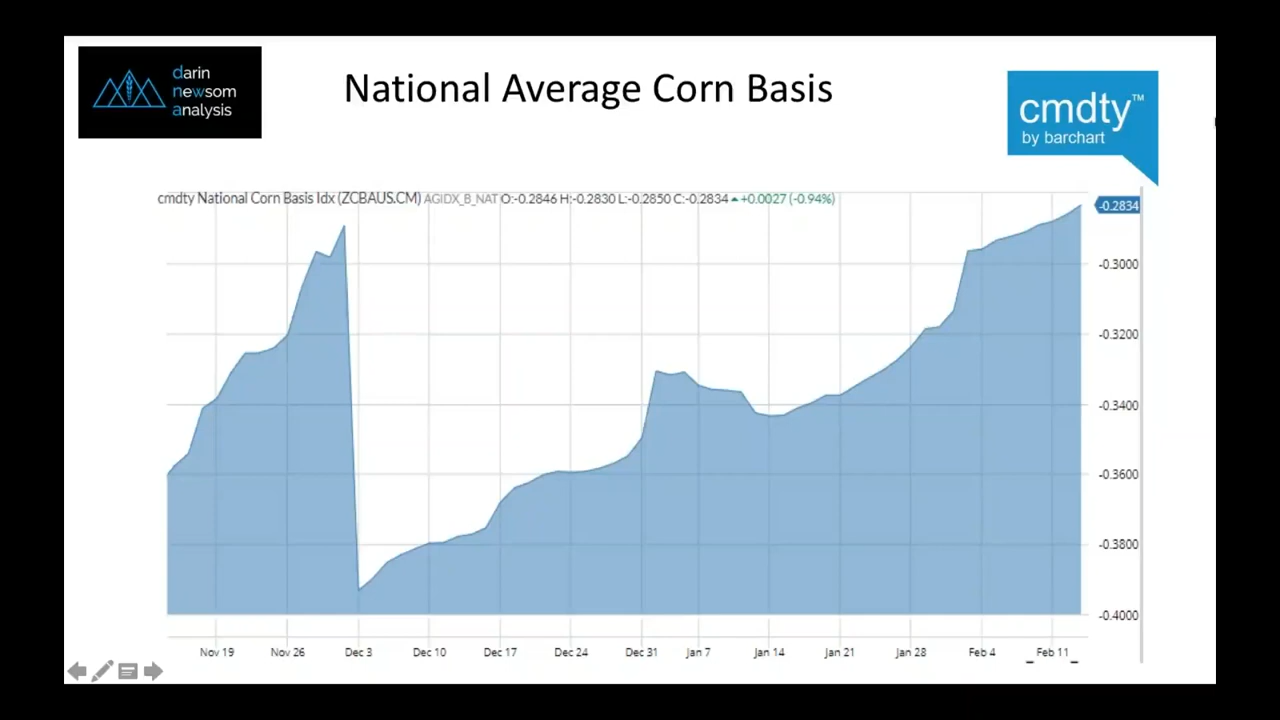 darin
newsom
analysis
National Average Corn Basis
cmdty™
by barchart
cmdty National Corn Basis Idx (ZCBAUS.CM) AGIDX_B_NAT O:-0.2846 H:-0.2830 L:-0.2850 C:-0.2834 ▲ +0.0027 (-0.94%)
-0.2834
-0.3000
-0.3200
-0.3400
-0.3600
-0.3800
-0.4000
Nov 19 Nov 26 Dec 3 Dec 10 Dec 17 Dec 24 Dec 31 Jan 7 Jan 14 Jan 21 Jan 28 Feb 4 Feb 11